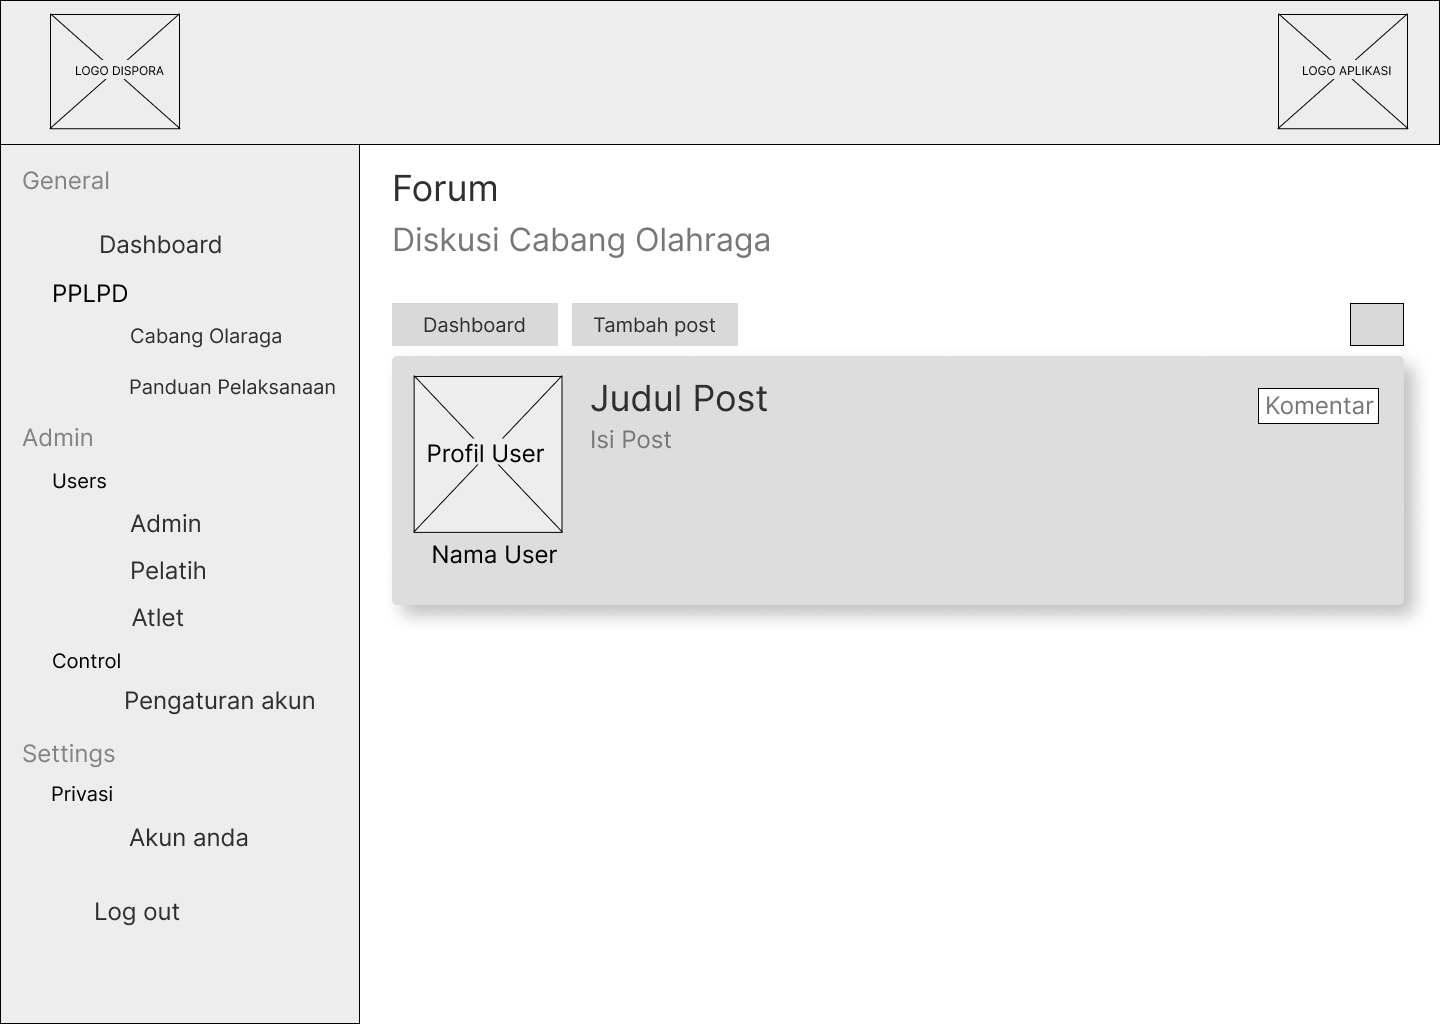 LOGO DISPORA
LOGO APLIKASI
General
Dashboard
PPLPD
Cabang Olaraga
Panduan Pelaksanaan
Admin
Users
Admin
Pelatih
Atlet
Control
Pengaturan akun
Settings
Privasi
Akun anda
Log out
Forum
Diskusi Cabang Olahraga
Dashboard
Tambah post
Profil User
Nama User
Judul Post
Isi Post
Komentar